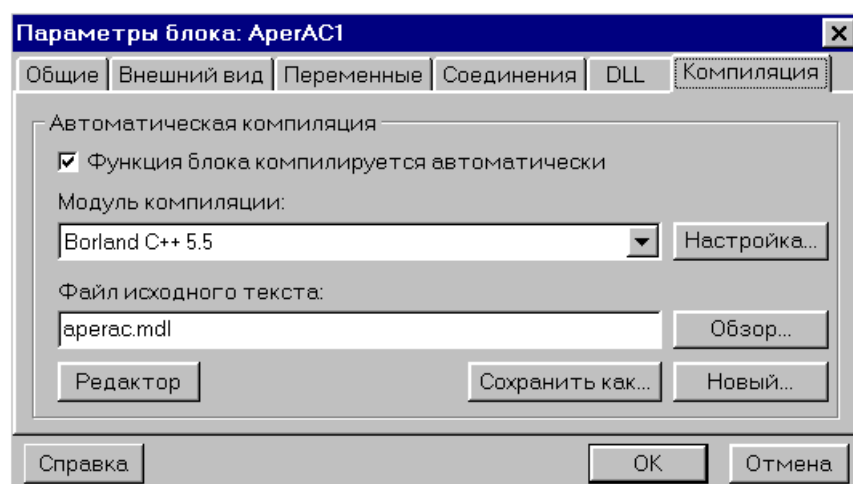 Параметры блока: AperAC1
Общие Внешний вид Переменные Соединения DLL Компиляция
Автоматическая компиляция
Функция блока компилируется автоматически
Модуль компиляции:
Borland C++ 5.5 Настройка...
Файл исходного текста:
aperac.mdl Обзор...
Редактор Сохранить как... Новый...
Справка OK Отмена